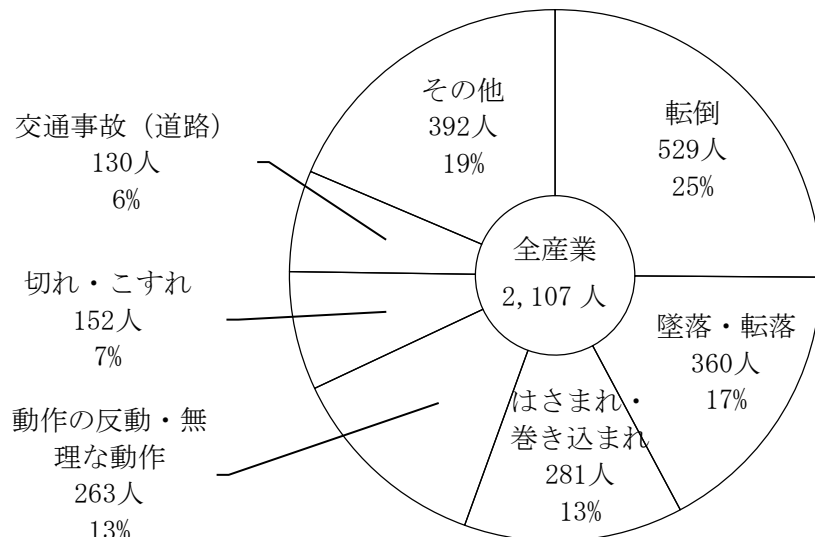 その他
392人
19%
転倒
529人
25%
交通事故（道路）
130人
6%
全産業
2,107 人
切れ・こすれ
152人
7%
墜落・転落
360人
17%
はさまれ・
巻き込まれ
281人
13%
動作の反動・無
理な動作
263人
13%